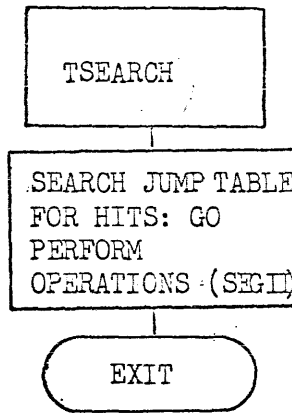 TSEARCH
SEARCH JUMP TABLE
FOR HITS: GO
PERFORM
OPERATIONS (SEGII)
EXIT